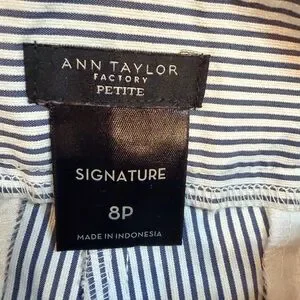 ANN TAYLOR
FACTORY
PETITE
SIGNATURE
8P
MADE IN INDONESIA